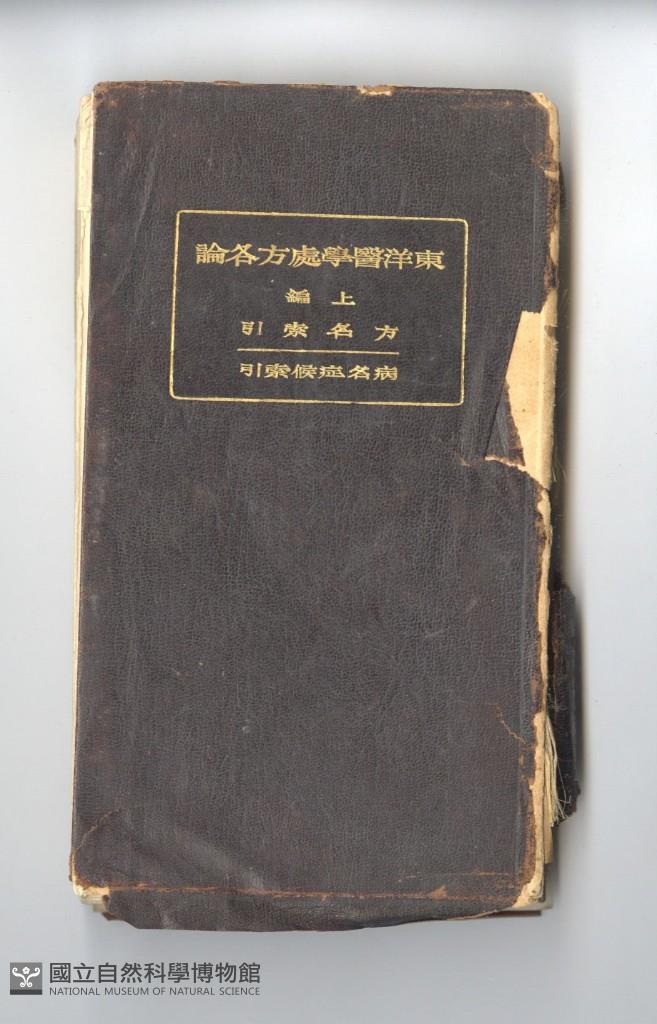 東洋醫學處方各論
上編
方名索引
病名症候索引
國立自然科學博物館
NATIONAL MUSEUM OF NATURAL SCIENCE